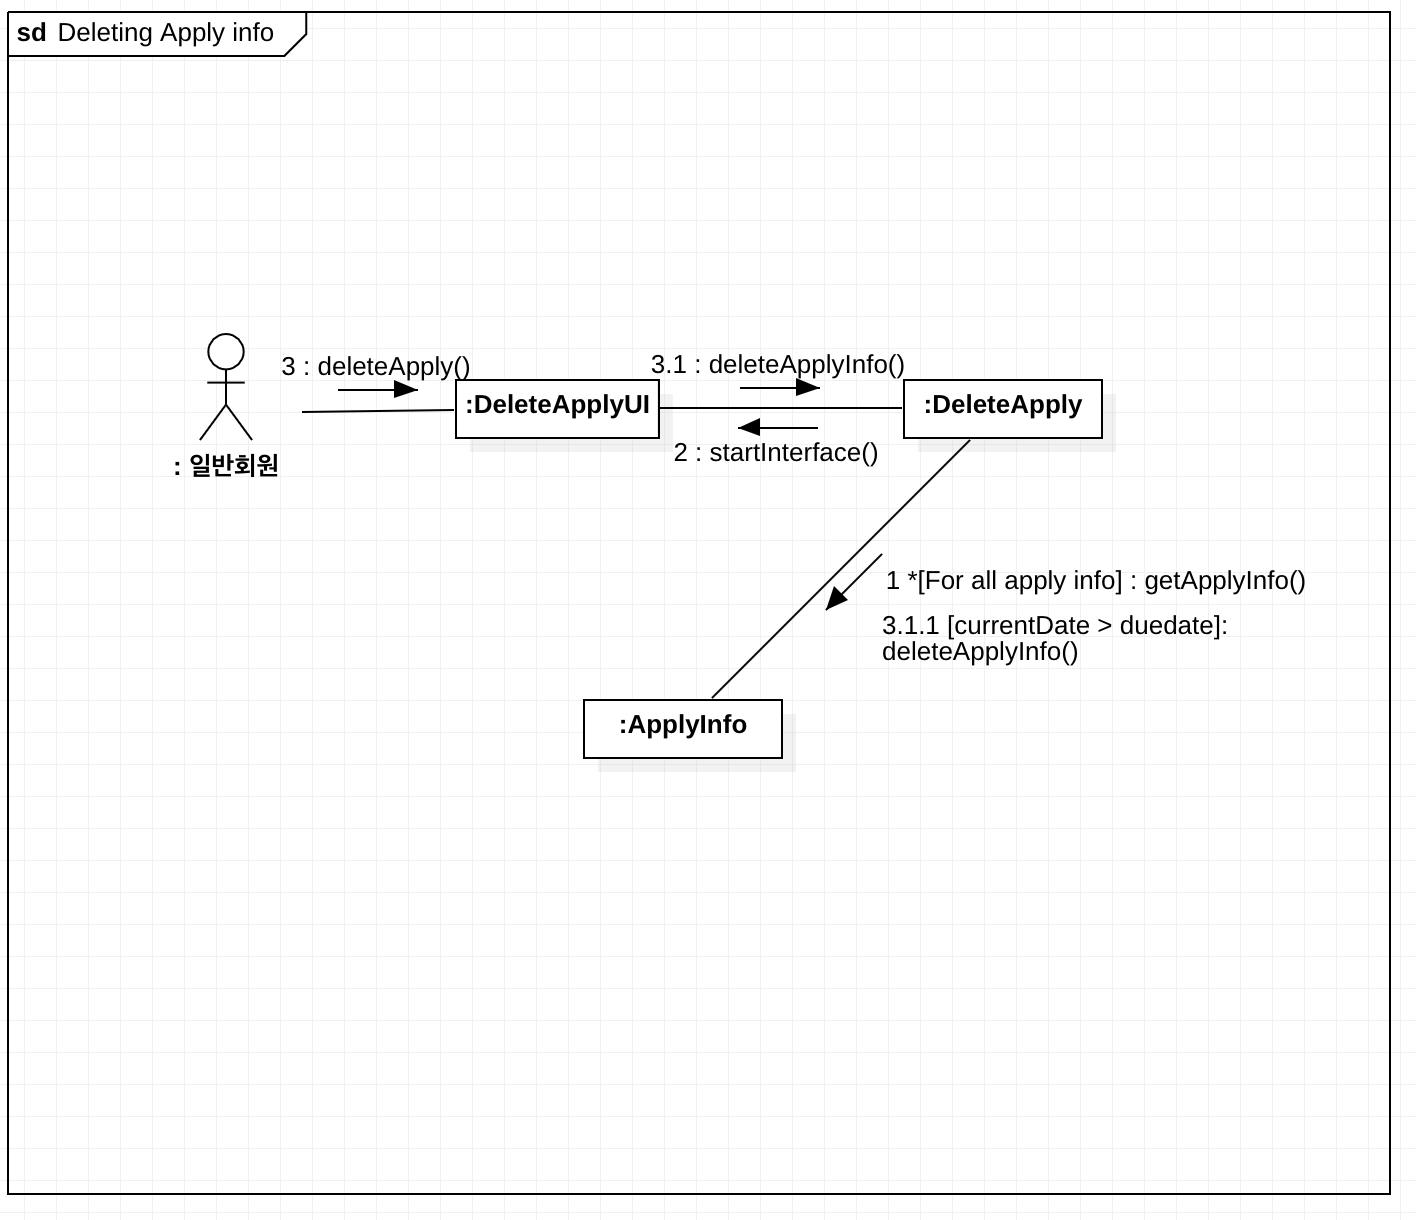 sd Deleting Apply info
3 : deleteApply()
3.1 : deleteApplyInfo()
:DeleteApplyUI
:DeleteApply
2 : startInterface()
: 일반회원
1 *[For all apply info] : getApplyInfo()
3.1.1 [currentDate > duedate]:
deleteApplyInfo()
:ApplyInfo